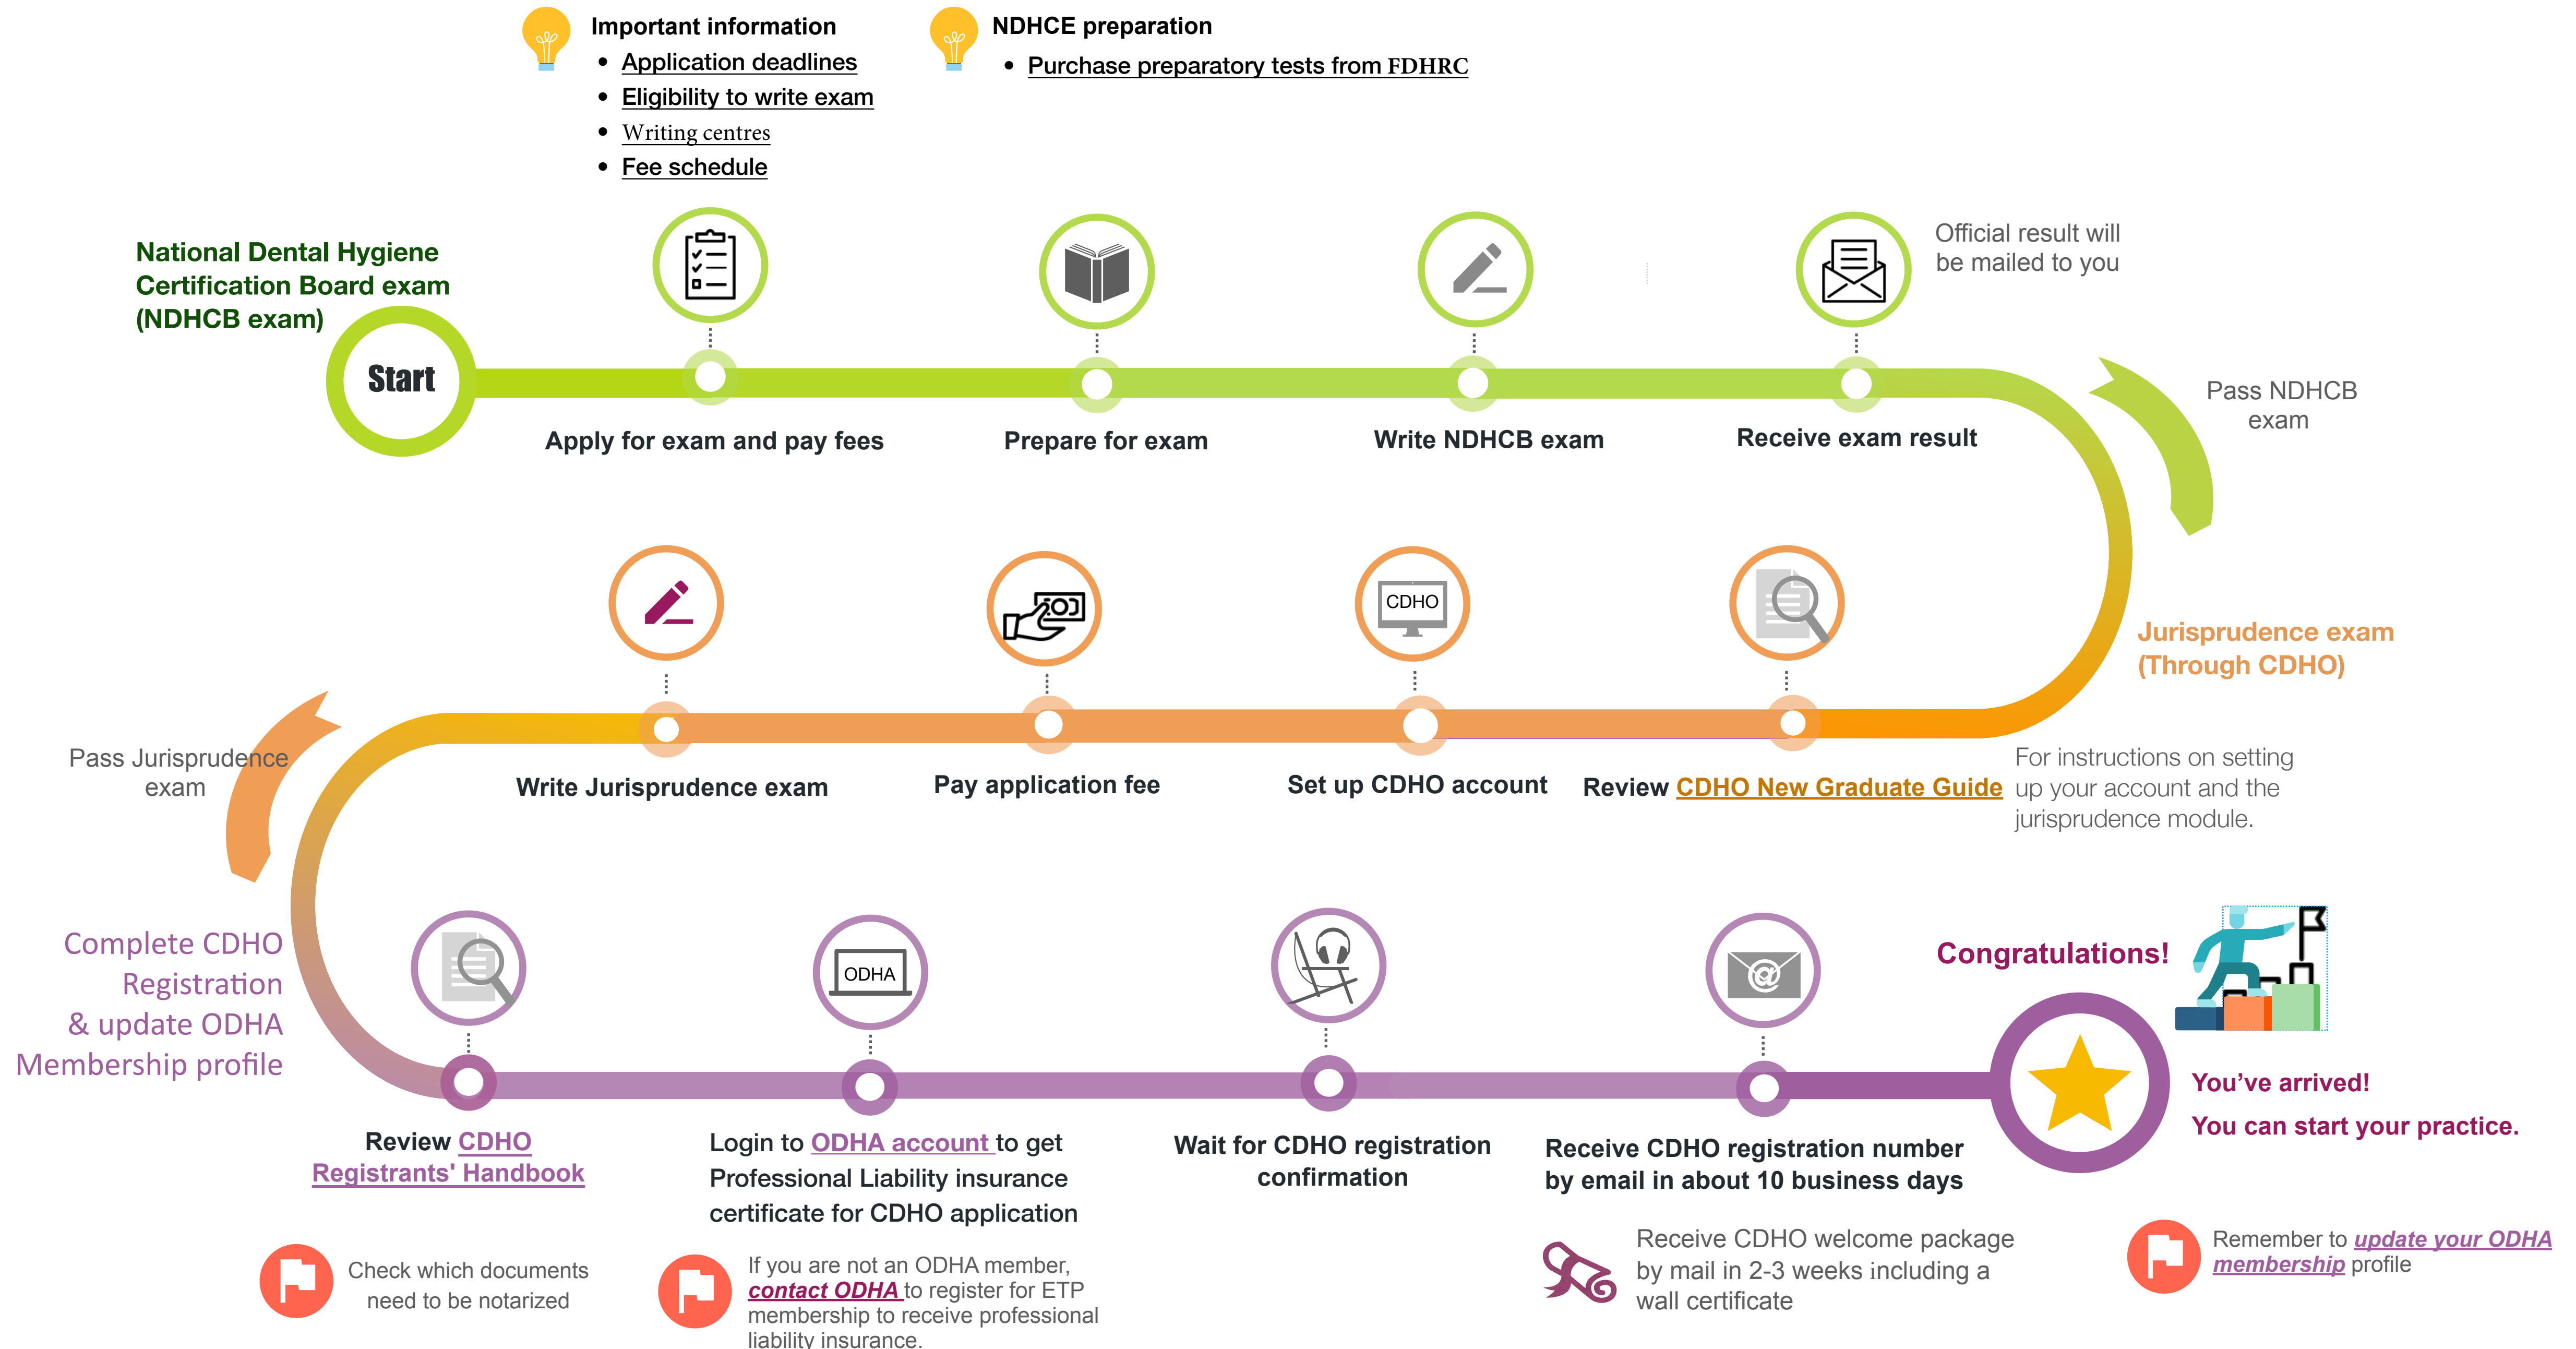 Important information
• Application deadlines
• Eligibility to write exam
• Writing centres
• Fee schedule
NDHCE preparation
• Purchase preparatory tests from FDHRC
National Dental Hygiene
Certification Board exam
(NDHCB exam)
Start
Official result will
be mailed to you
Apply for exam and pay fees
Prepare for exam
Write NDHCB exam
Receive exam result
Pass NDHCB
exam
Jurisprudence exam
(Through CDHO)
CDHO
Review CDHO New Graduate Guide
For instructions on setting
up your account and the
jurisprudence module.
Set up CDHO account
Pay application fee
Write Jurisprudence exam
Pass Jurisprudence
exam
Complete CDHO
Registration
& update ODHA
Membership profile
Review CDHO
Registrants' Handbook
Check which documents
need to be notarized
ODHA
Login to ODHA account to get
Professional Liability insurance
certificate for CDHO application
If you are not an ODHA member,
contact ODHA to register for ETP
membership to receive professional
liability insurance.
Wait for CDHO registration
confirmation
@
Receive CDHO registration number
by email in about 10 business days
Receive CDHO welcome package
by mail in 2-3 weeks including a
wall certificate
Congratulations!
You’ve arrived!
You can start your practice.
Remember to update your ODHA
membership profile